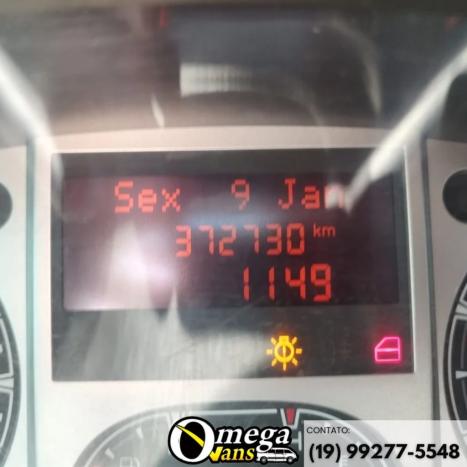 Sex 9 Jan
372730 km
1149
Omega Vans
CONTATO:
(19) 99277-5548